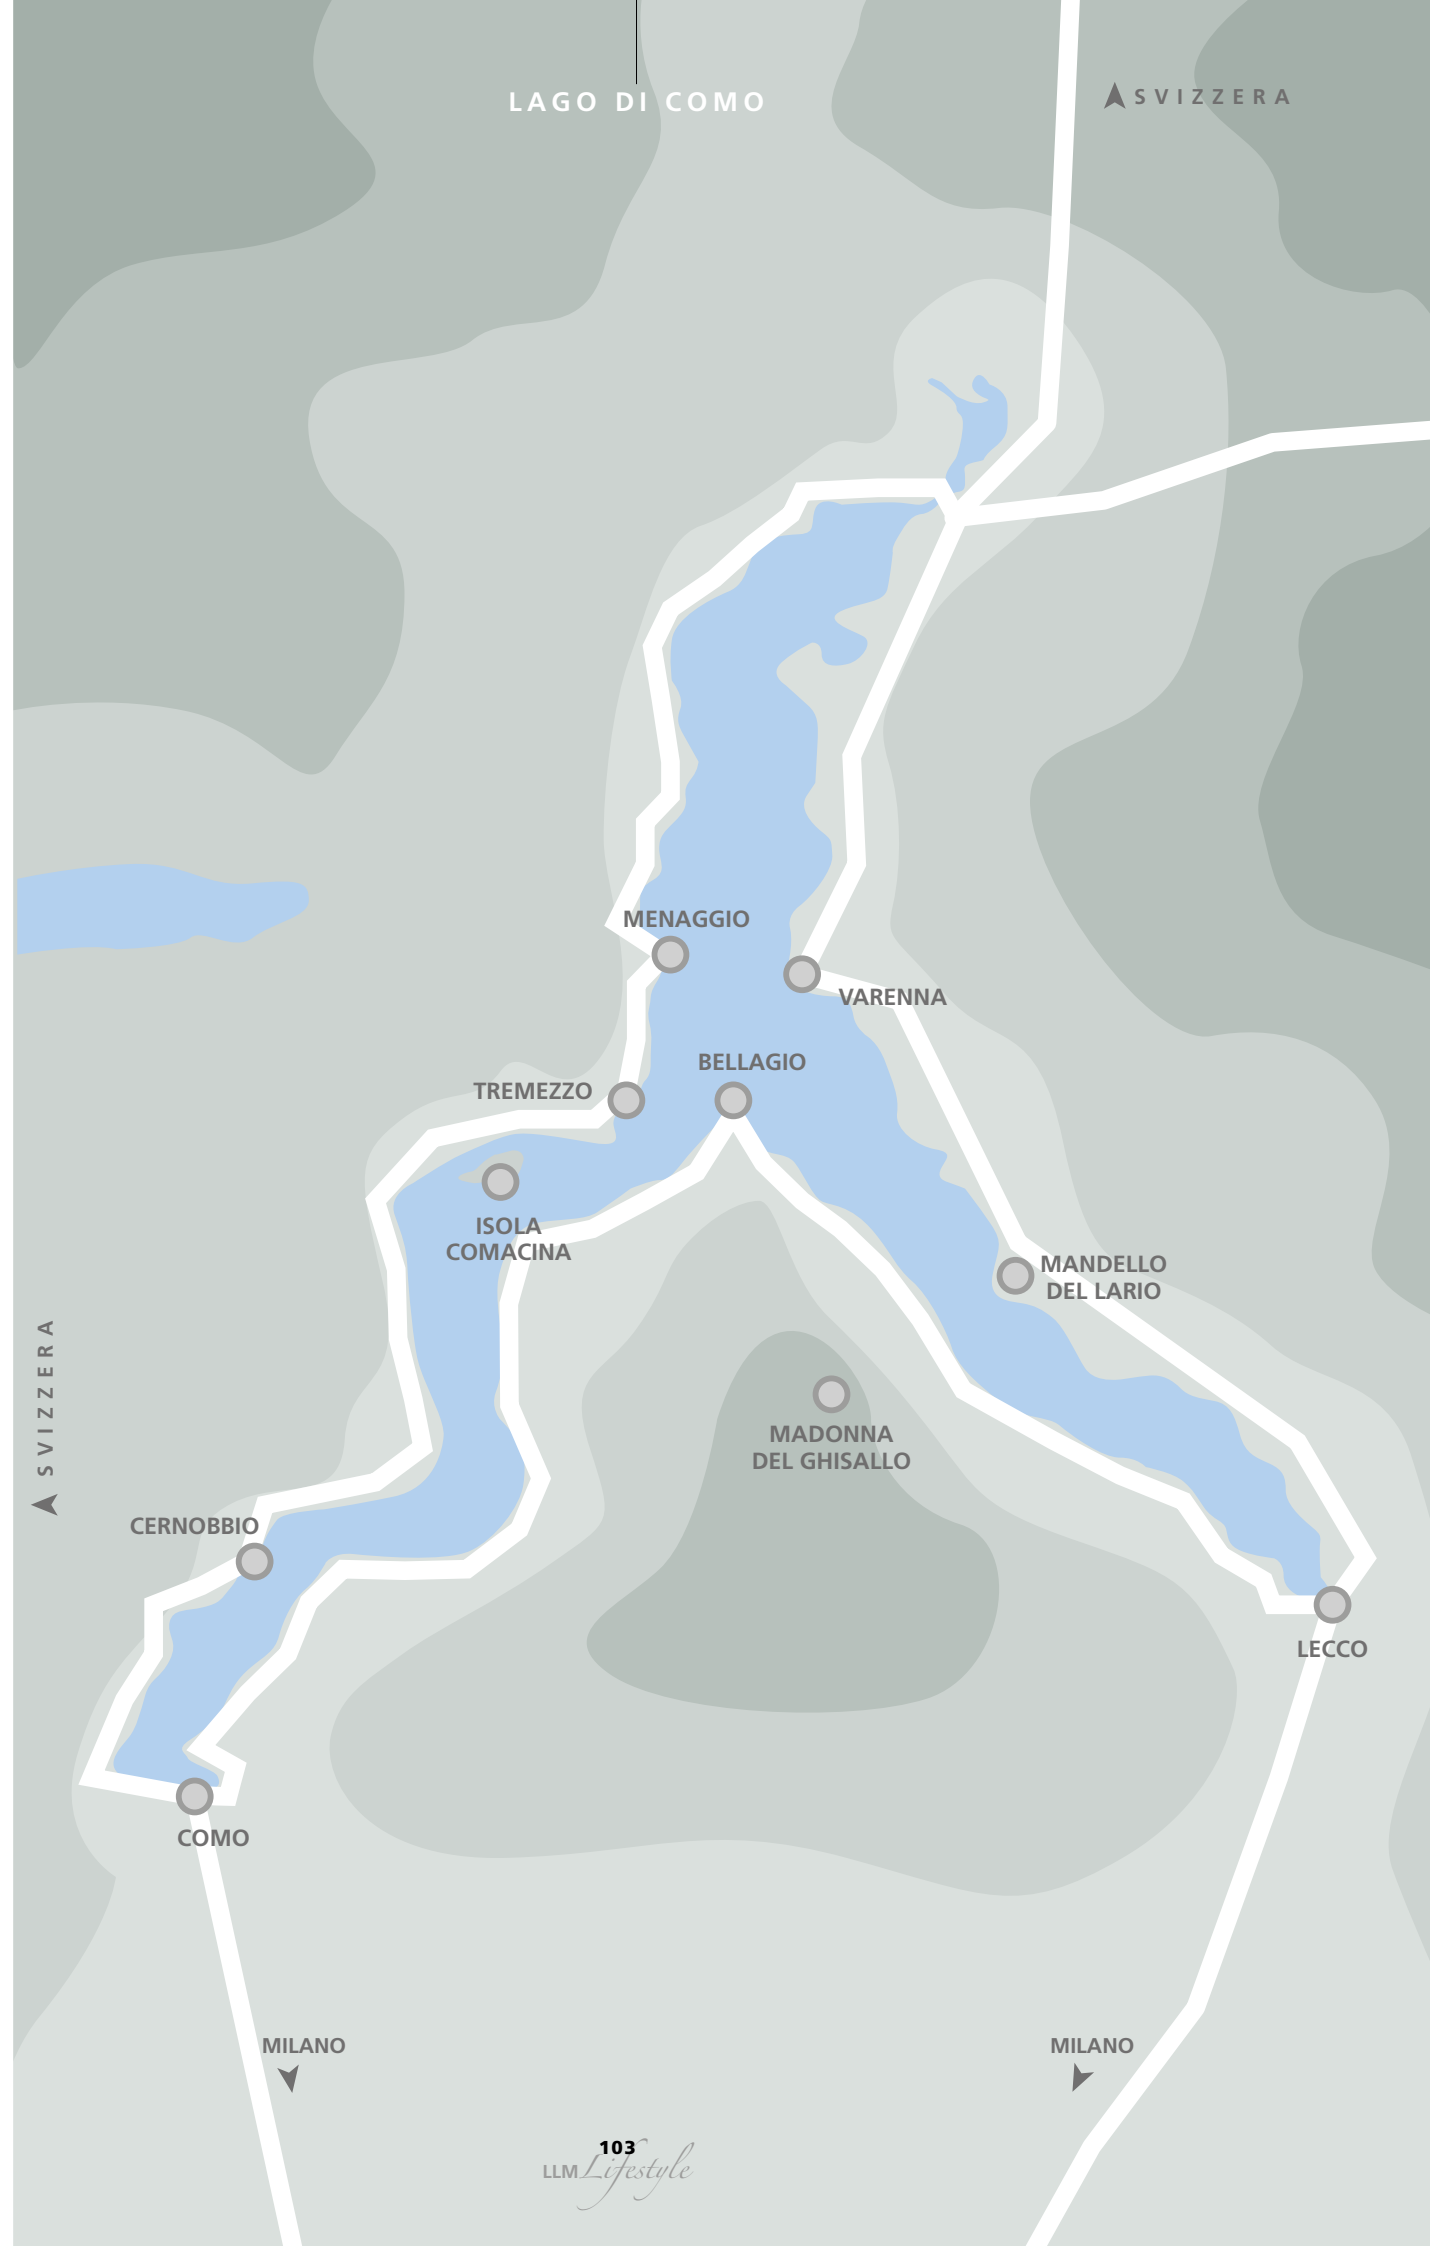 LAGO DI COMO
SVIZZERA
MENAGGIO
VARENNA
BELLAGIO
TREMEZZO
ISOLA
COMACINA
MANDELLO
DEL LARIO
SVIZZERA
MADONNA
DEL GHISALLO
CERNOBBIO
LECCO
COMO
MILANO
MILANO
103
LLM Lifestyle